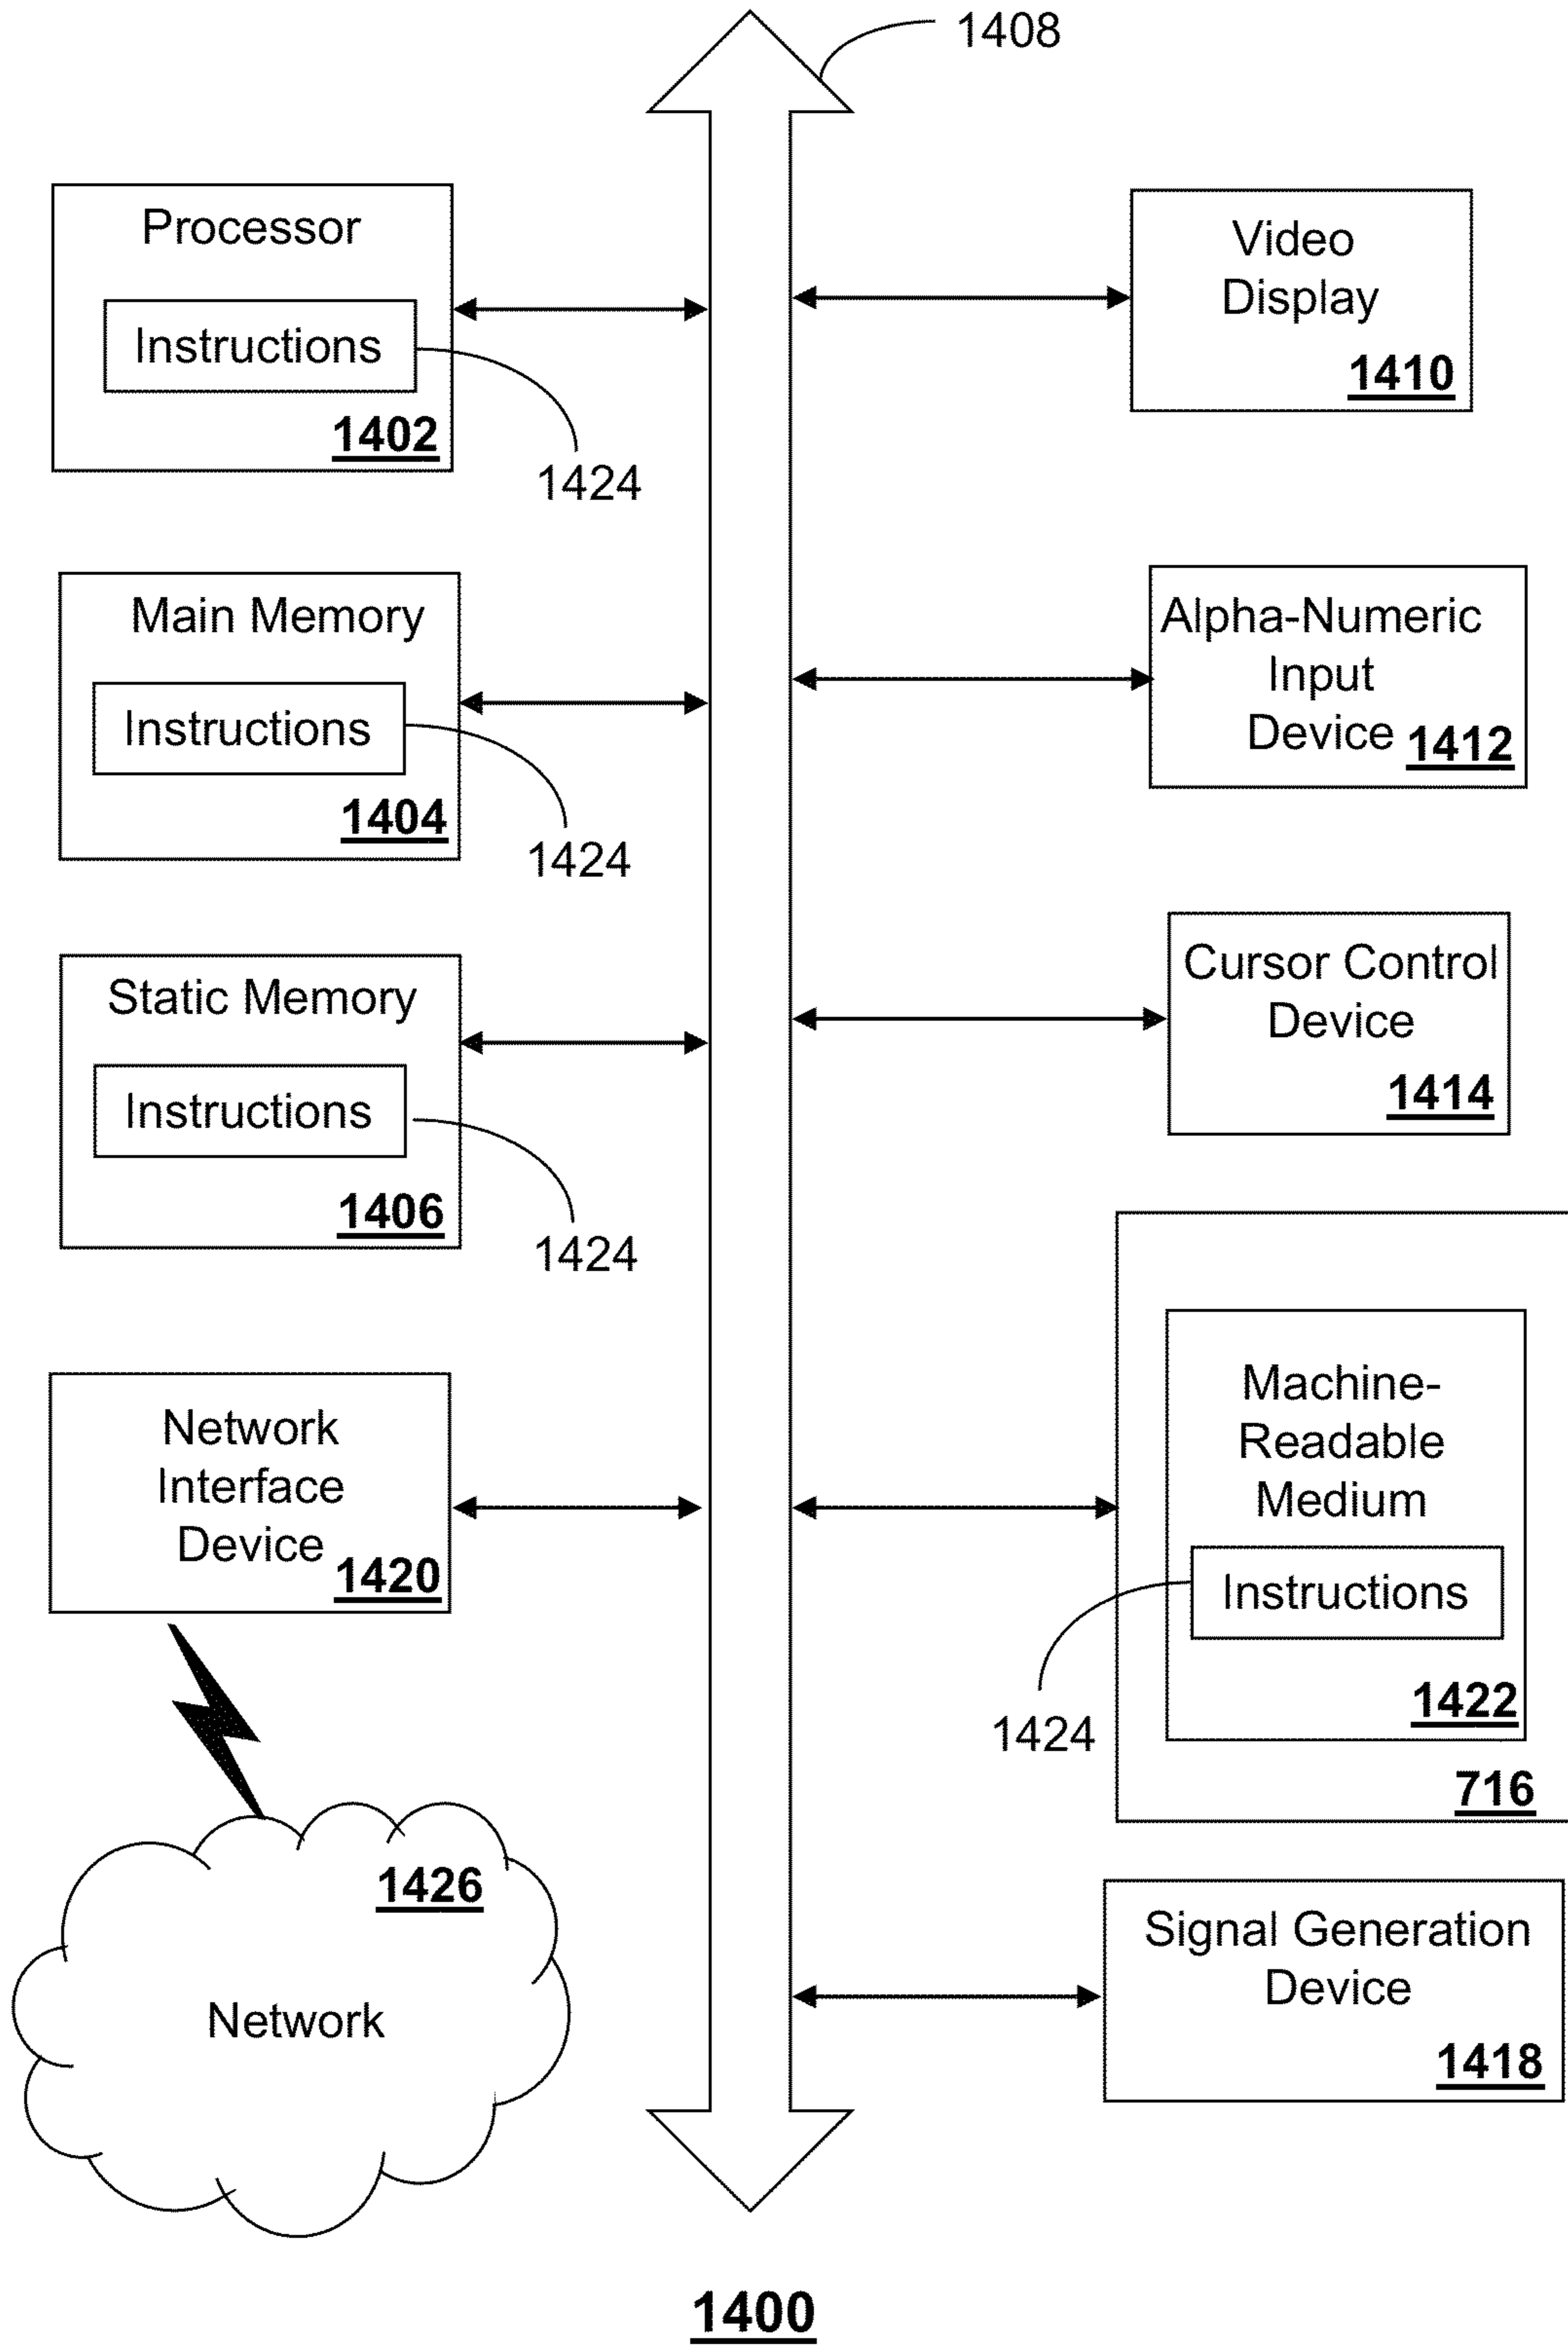 1408
Processor
Instructions
1402
1424
Video
Display
1410
Main Memory
Instructions
1404
1424
Alpha-Numeric
Input
Device 1412
Static Memory
Instructions
1406
1424
Cursor Control
Device
1414
Network
Interface
Device
1420
Machine-
Readable
Medium
Instructions
1422
1424
716
1426
Network
Signal Generation
Device
1418
1400